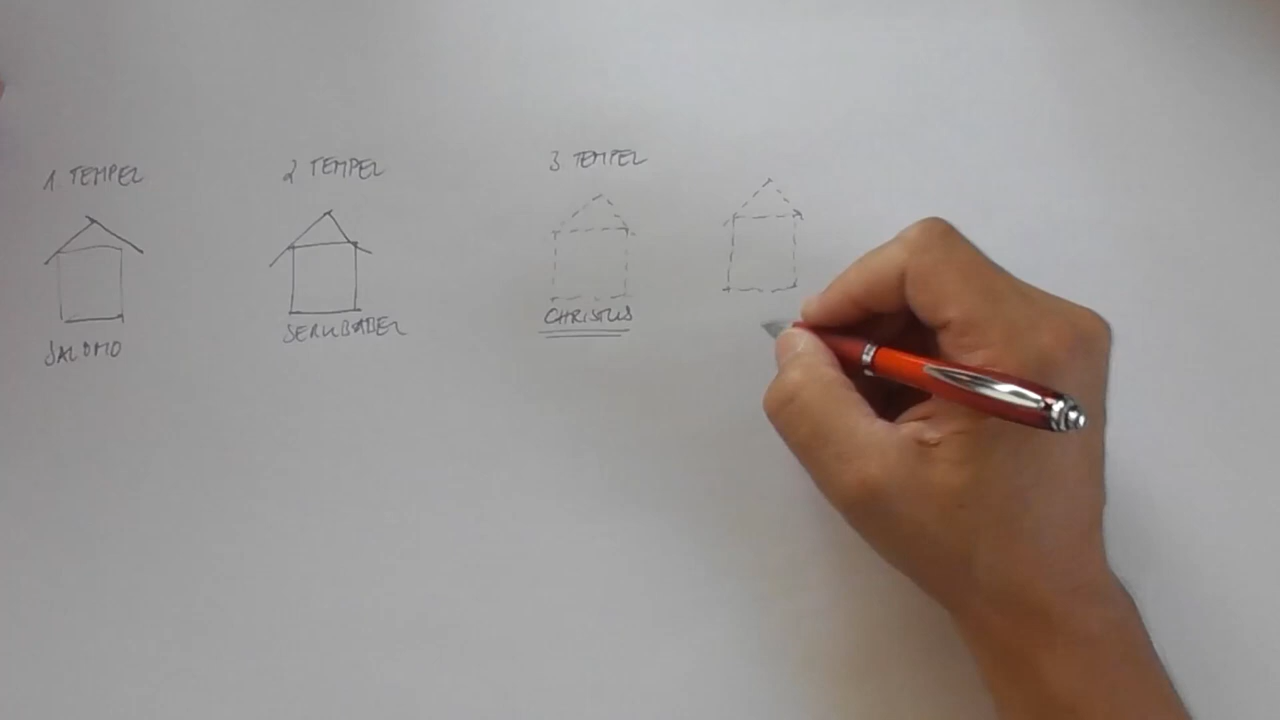 1 TEMPEL
2 TEMPEL
3 TEMPEL
SALOMO
SERUBABEL
CHRISTUS